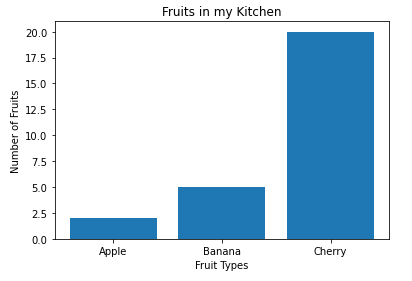 Fruits in my Kitchen
Number of Fruits
20.0
17.5
15.0
12.5
10.0
7.5
5.0
2.5
0.0
Apple Banana Cherry
Fruit Types